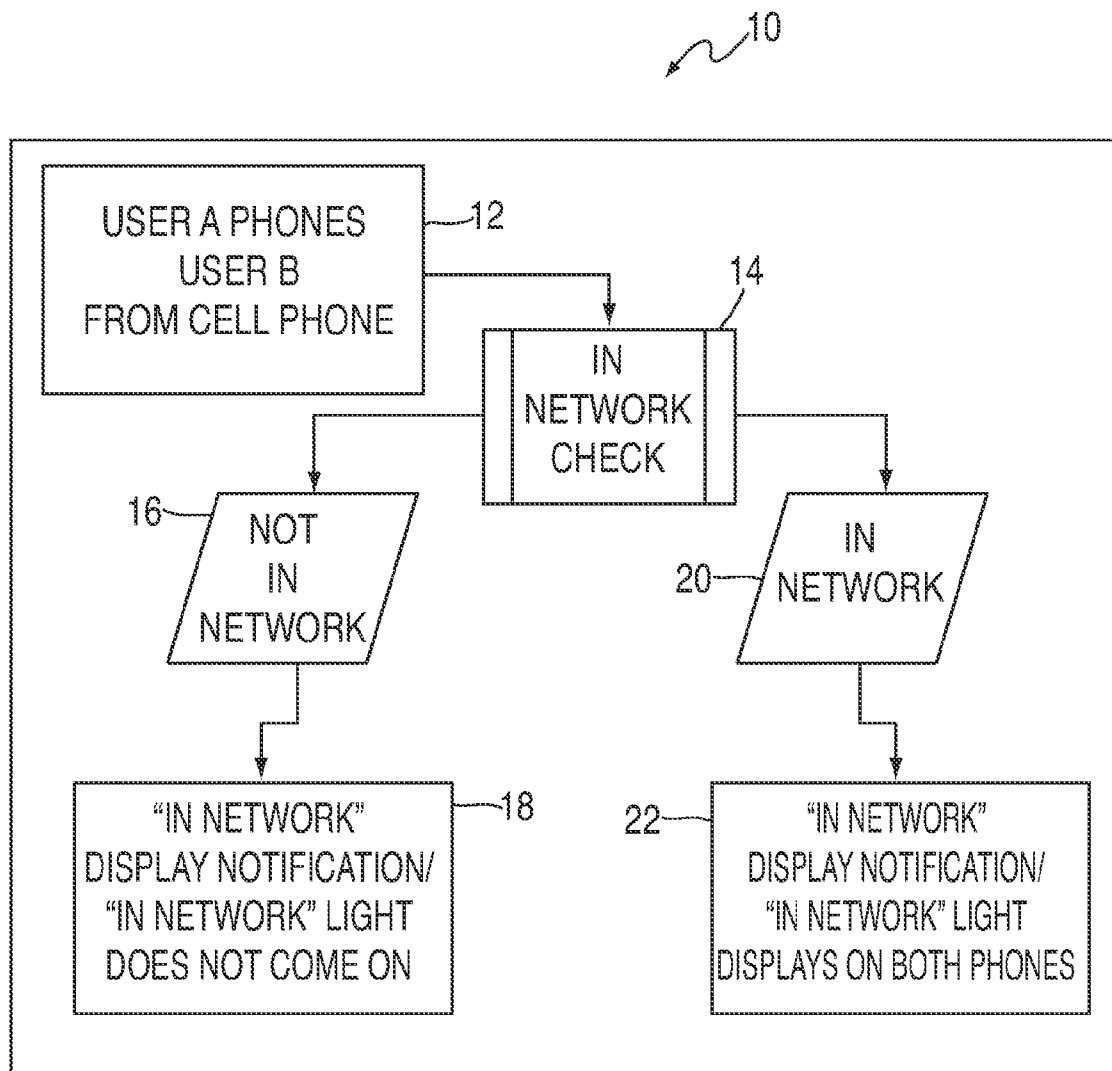 10
USER A PHONES
USER B
FROM CELL PHONE
12
14
IN
NETWORK
CHECK
16
NOT
IN
NETWORK
20
IN
NETWORK
“IN NETWORK”
DISPLAY NOTIFICATION/
“IN NETWORK” LIGHT
DOES NOT COME ON
18
22
“IN NETWORK”
DISPLAY NOTIFICATION/
“IN NETWORK” LIGHT
DISPLAYS ON BOTH PHONES